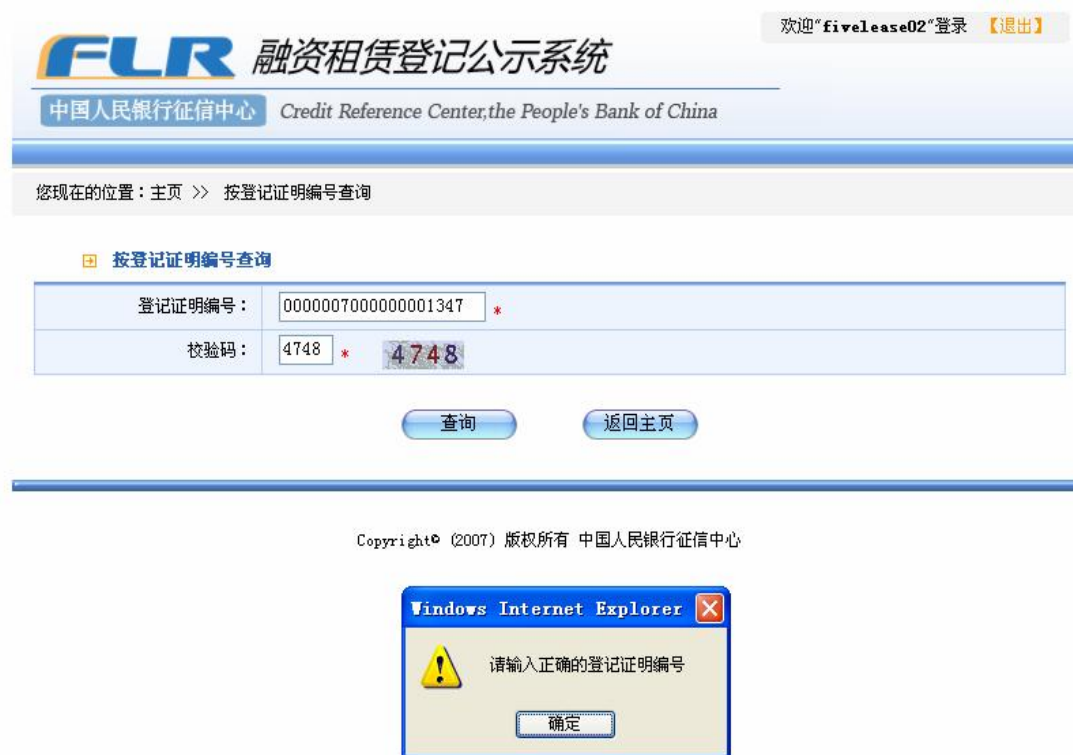 欢迎"fivelease02"登录 【退出】
FLR 融资租赁登记公示系统
中国人民银行征信中心 Credit Reference Center,the People's Bank of China
您现在的位置：主页 >> 按登记证明编号查询
按登记证明编号查询
登记证明编号： 0000007000000001347 *
校验码： 4748 * 4748
查询 返回主页
Copyright© (2007) 版权所有 中国人民银行征信中心
Windows Internet Explorer
请输入正确的登记证明编号
确定